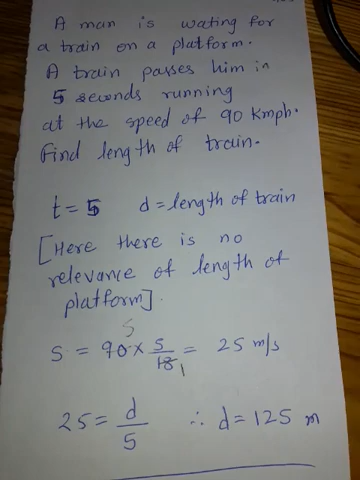 A man is wating for
a train on a platform.
A train passes him in
5 seconds running
at the speed of 90 kmph.
Find length of train.
t = 5 d = length of train
[Here there is no
relevance of length of
platform].
s = 90 5 × 5/18 1 = 25 m/s
25 = d/5 ∴ d = 125 m